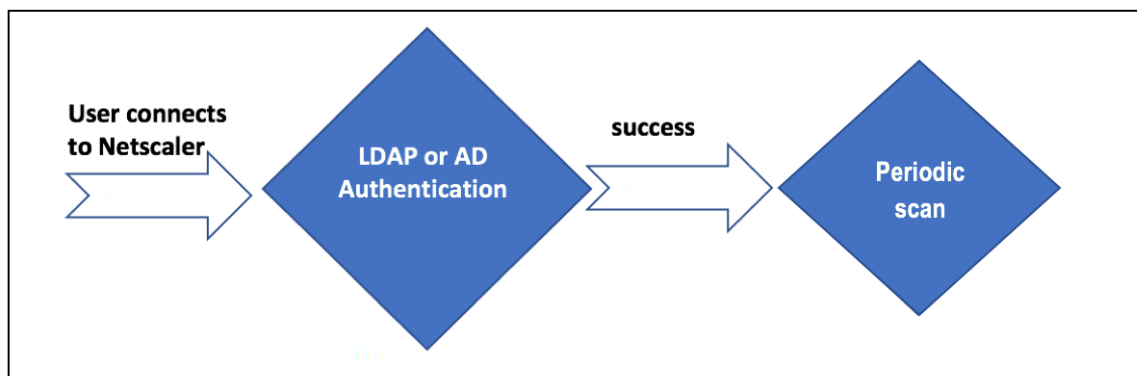 User connects
to Netscaler
LDAP or AD
Authentication
success
Periodic
scan